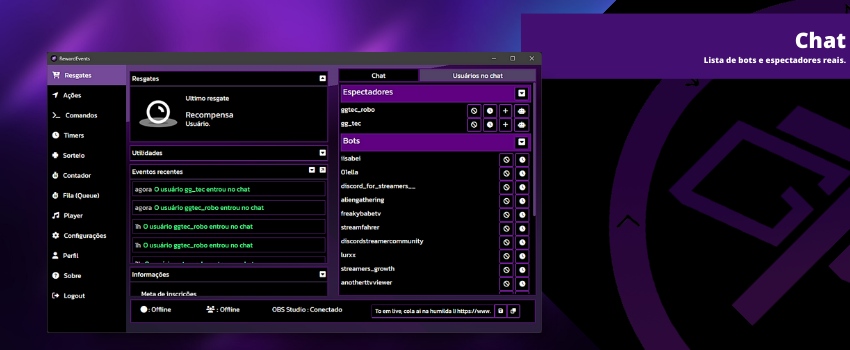 Chat
Lista de bots e espectadores reais.
RewardEvents
Resgates
Ações
Comandos
Timers
Sorteio
Contador
Fila (Queue)
Player
Configurações
Perfil
Sobre
Logout
Resgates
Ultimo resgate
Recompensa
Usuário.
Utilidades
Eventos recentes
agora O usuário gg_tec entrou no chat
agora O usuário ggtec_robo entrou no chat
1h O usuário ggtec_robo entrou no chat
1h O usuário ggtec_robo entrou no chat
Informações
Meta de Inscrições
Chat
Usuários no chat
Espectadores
ggtec_robo
gg_tec
Bots
lisabel
0lella
discord_for_streamers__
aliengathering
freakybabetv
streamfahrer
discordstreamercommunity
lurxx
streamers_growth
anotherttvviewer
: Offline
: Offline
OBS Studio : Conectado
To em live, cola ai na humilda !! https://www.